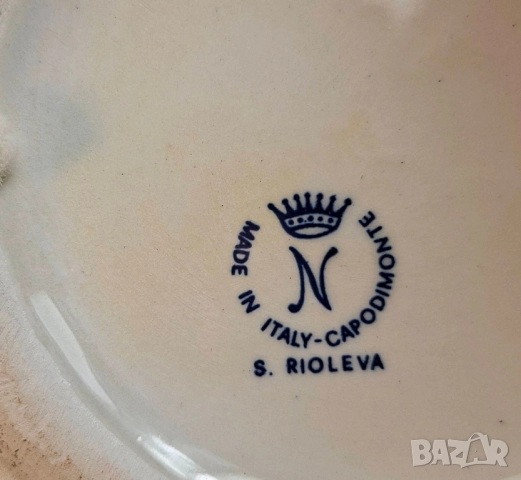 N
MADE IN ITALY-CAPODIMONTE
S. RIOLEVA
BAZAR